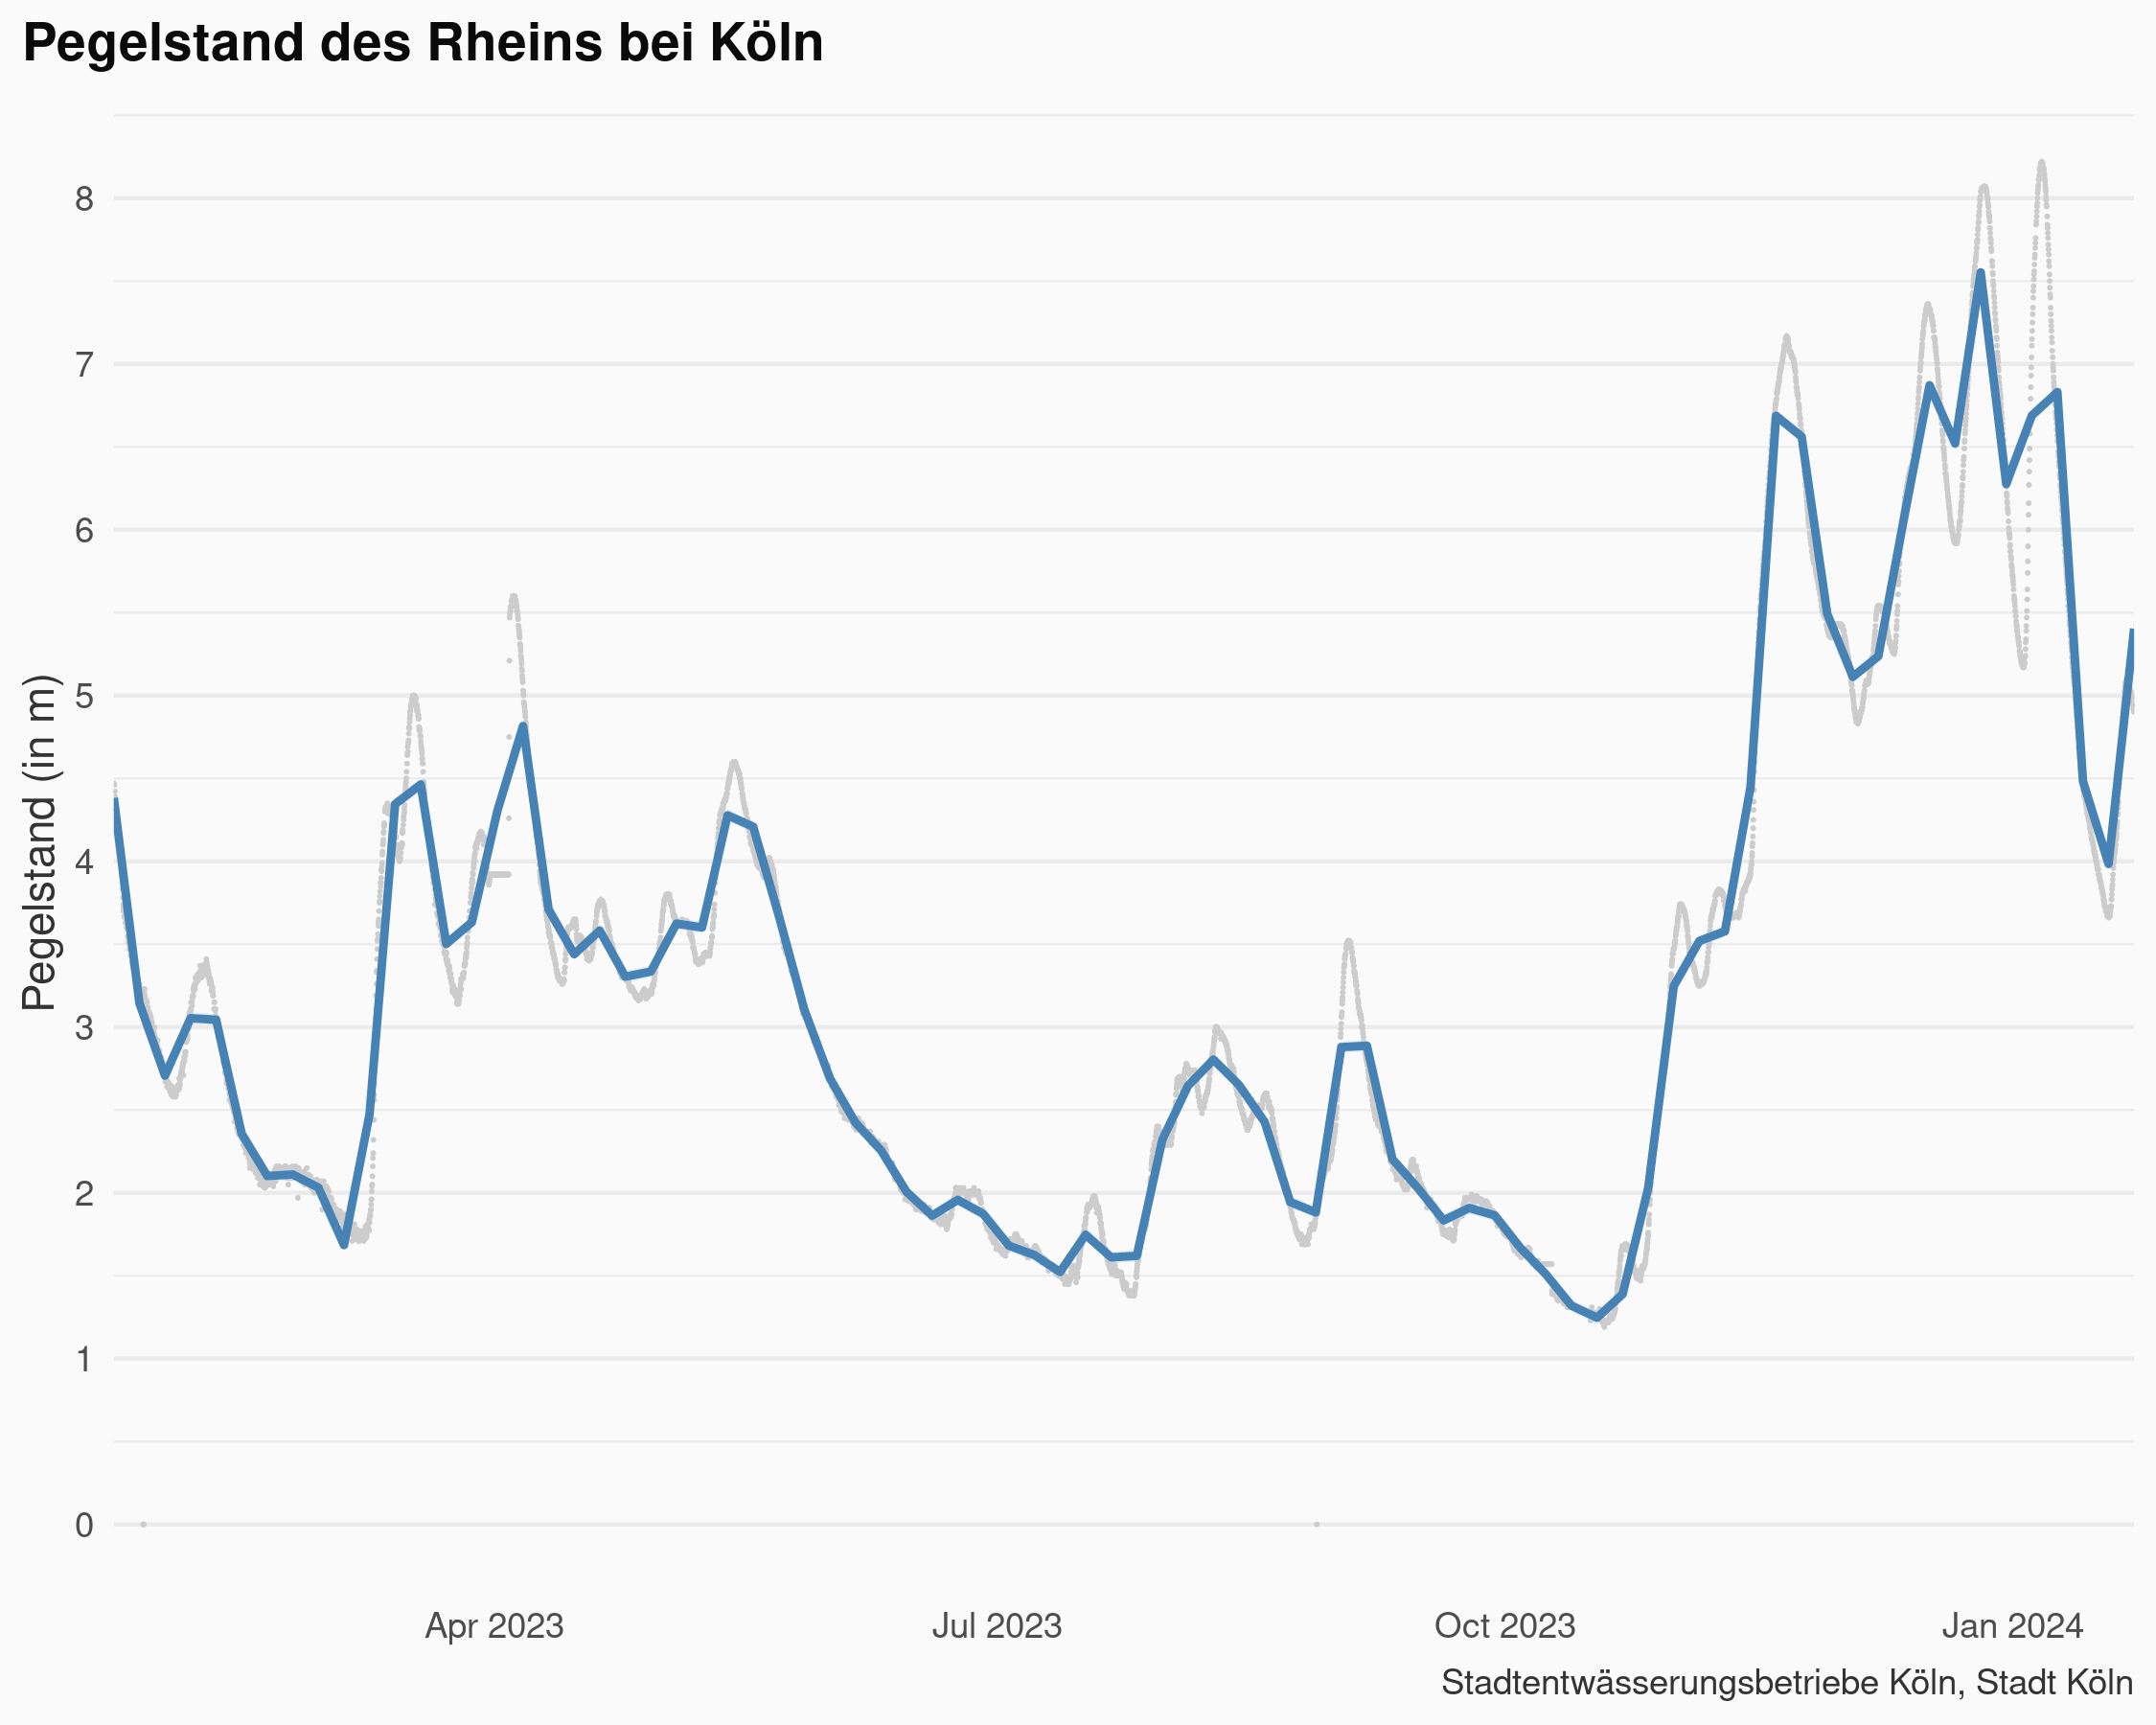 Pegelstand des Rheins bei Köln
Pegelstand (in m)
8
7
6
5
4
3
2
1
0
Apr 2023
Jul 2023
Oct 2023
Jan 2024
Stadtentwässerungsbetriebe Köln, Stadt Köln